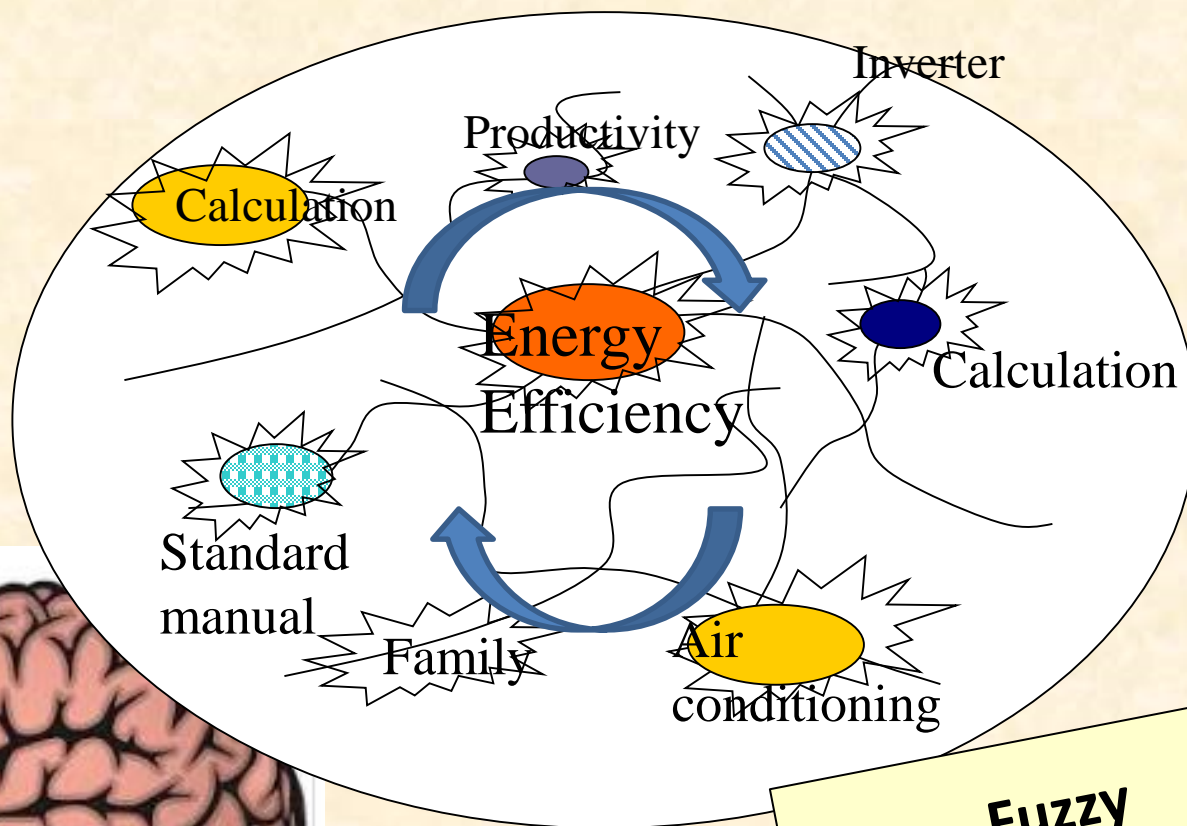 Inverter
Productivity
Calculation
Energy
Efficiency
Calculation
Standard
manual
Family
Air
conditioning
Fuzzy